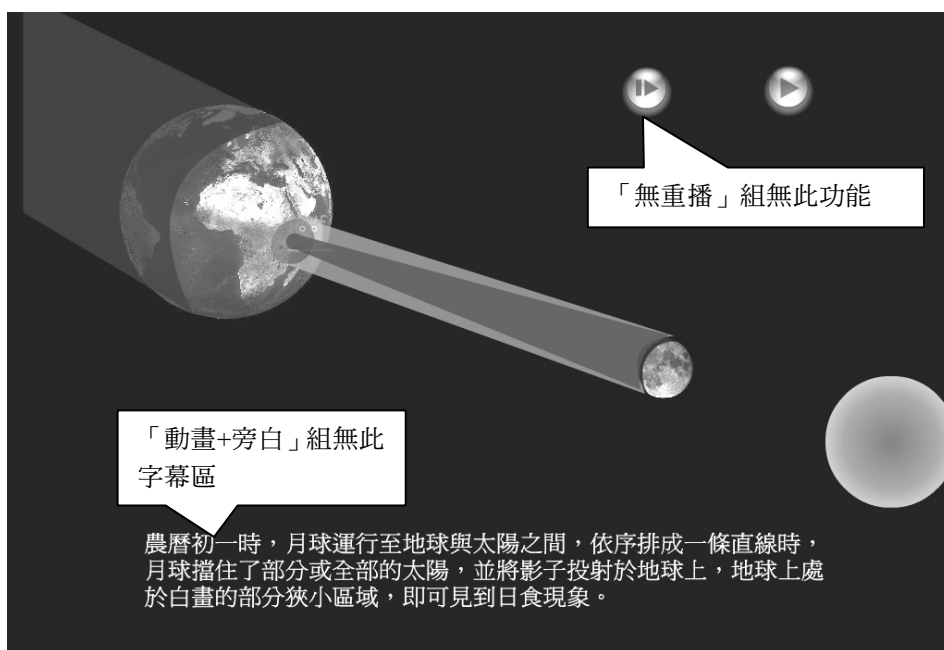 「無重播」組無此功能
「動畫+旁白」組無此
字幕區
農曆初一時，月球運行至地球與太陽之間，依序排成一條直線時，
月球擋住了部分或全部的太陽，並將影子投射於地球上，地球上處
於白晝的部分狹小區域，即可見到日食現象。